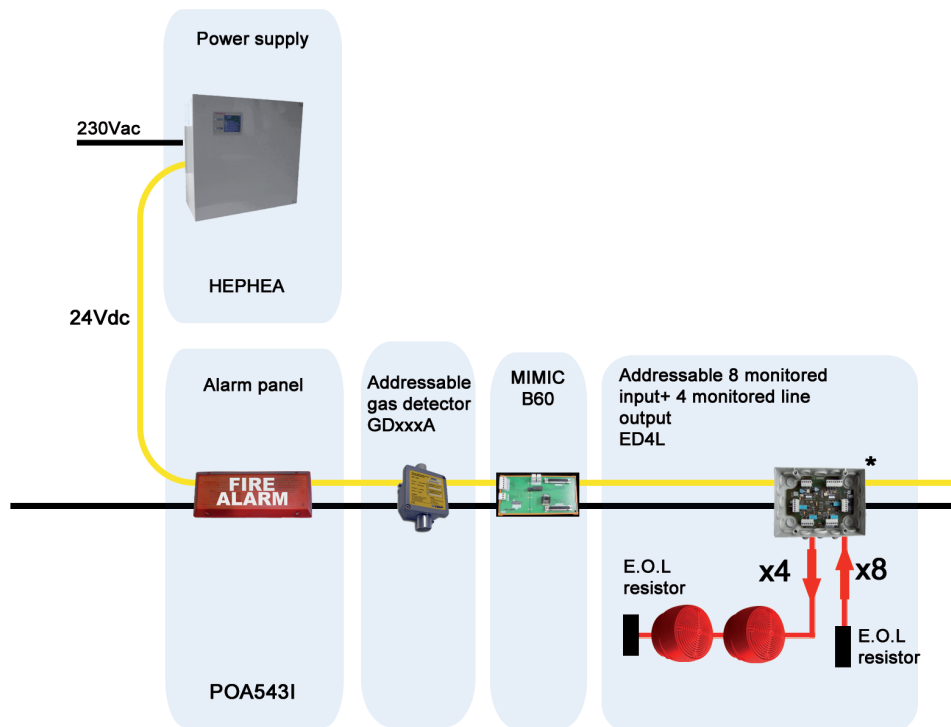 Power supply
230Vac
HEPHEA
24Vdc
Alarm panel
FIRE
ALARM
POA543I
Addressable
gas detector
GDxxxA
MIMIC
B60
Addressable 8 monitored
input+ 4 monitored line
output
ED4L
*
x4
x8
E.O.L
resistor
E.O.L
resistor